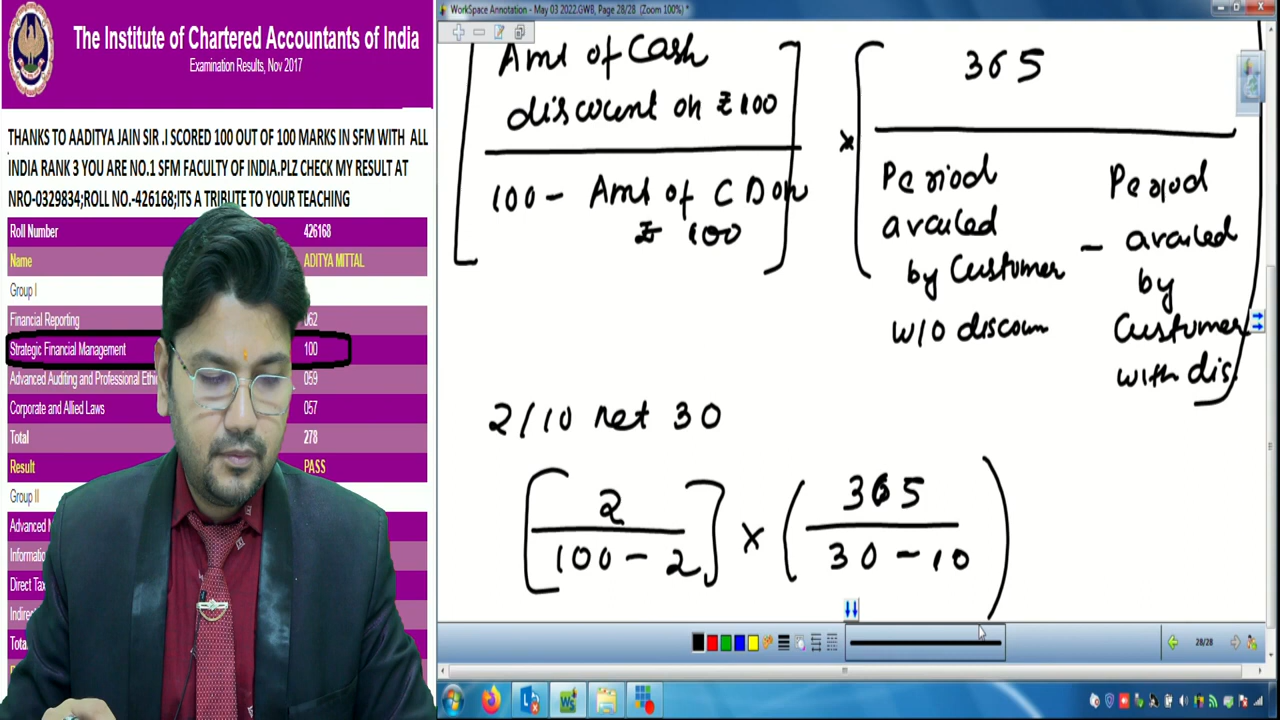 The Institute of Chartered Accountants of India
Examination Results, Nov 2017
THANKS TO AADITYA JAIN SIR .I SCORED 100 OUT OF 100 MARKS IN SFM WITH ALL
INDIA RANK 3 YOU ARE NO.1 SFM FACULTY OF INDIA.PLZ CHECK MY RESULT AT
NRO-0329834;ROLL NO.-426168;ITS A TRIBUTE TO YOUR TEACHING
Roll Number 426168
Name ADITYA MITTAL
Group I
Financial Reporting 062
Strategic Financial Management 100
Advanced Auditing and Professional Ethi 059
Corporate and Allied Laws 057
Total 278
Result PASS
Group II
Advanced M
Informatio
Direct Tax
Indirect
Total
WorkSpace Annotation - May 03 2022.GWB, Page 28/28 (Zoom 100%) *
Amt of Cash
discount on ₹ 100
100 - Amt of CD on
₹ 100
×
365
Period
availed
by Customer
w/o discoun
-
Period
availed
by
Customer
with dis.
2/10 net 30
2
100 - 2
×
365
30 - 10
28/28